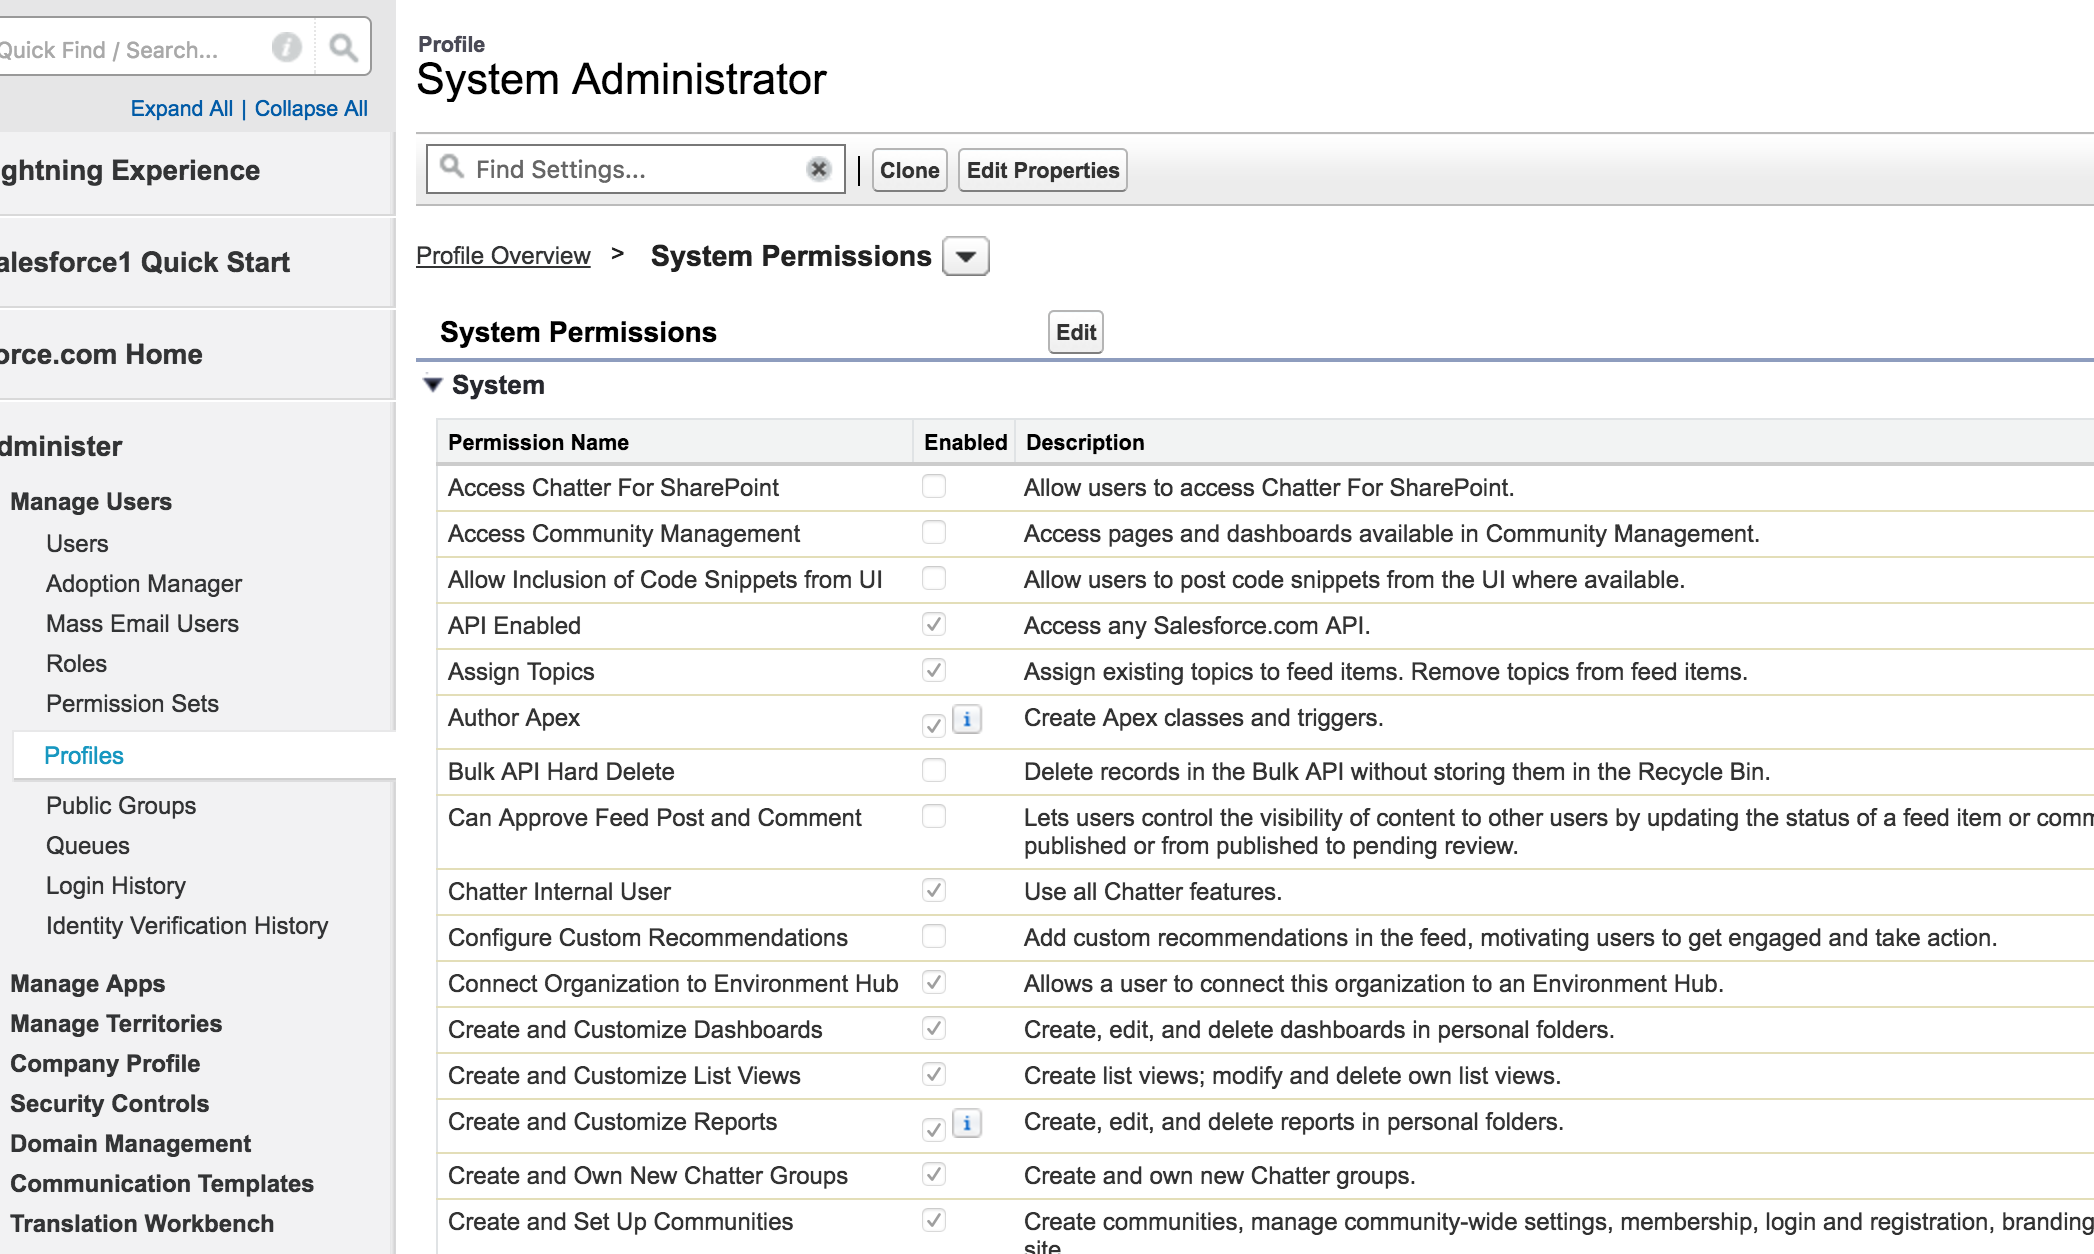 Quick Find / Search...
Expand All | Collapse All
ghtning Experience
alesforce1 Quick Start
orce.com Home
dminister
Manage Users
Users
Adoption Manager
Mass Email Users
Roles
Permission Sets
Profiles
Public Groups
Queues
Login History
Identity Verification History
Manage Apps
Manage Territories
Company Profile
Security Controls
Domain Management
Communication Templates
Translation Workbench
Profile
System Administrator
Find Settings... | Clone Edit Properties
Profile Overview > System Permissions
System Permissions Edit
System
Permission Name Enabled Description
Access Chatter For SharePoint Allow users to access Chatter For SharePoint.
Access Community Management Access pages and dashboards available in Community Management.
Allow Inclusion of Code Snippets from UI Allow users to post code snippets from the UI where available.
API Enabled Access any Salesforce.com API.
Assign Topics Assign existing topics to feed items. Remove topics from feed items.
Author Apex i Create Apex classes and triggers.
Bulk API Hard Delete Delete records in the Bulk API without storing them in the Recycle Bin.
Can Approve Feed Post and Comment Lets users control the visibility of content to other users by updating the status of a feed item or comm
published or from published to pending review.
Chatter Internal User Use all Chatter features.
Configure Custom Recommendations Add custom recommendations in the feed, motivating users to get engaged and take action.
Connect Organization to Environment Hub Allows a user to connect this organization to an Environment Hub.
Create and Customize Dashboards Create, edit, and delete dashboards in personal folders.
Create and Customize List Views Create list views; modify and delete own list views.
Create and Customize Reports i Create, edit, and delete reports in personal folders.
Create and Own New Chatter Groups Create and own new Chatter groups.
Create and Set Up Communities Create communities, manage community-wide settings, membership, login and registration, branding
site